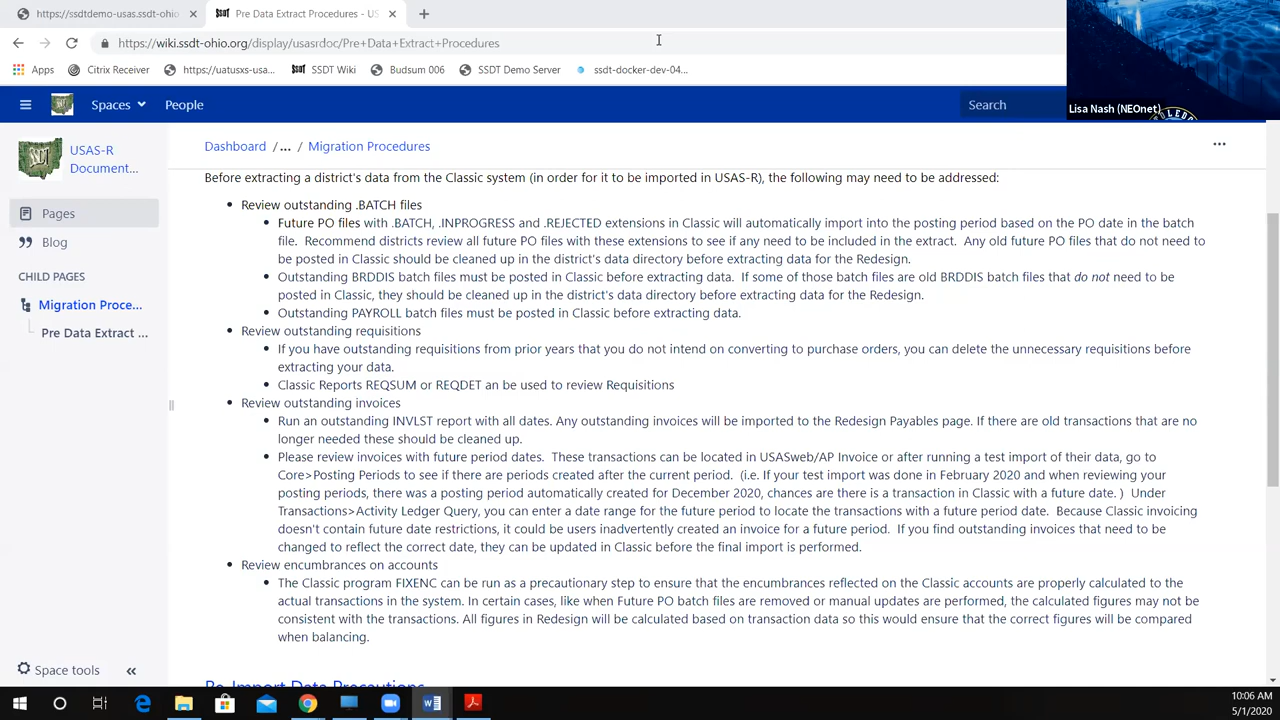 https://ssdtdemo-usas.ssdt-ohio
Pre Data Extract Procedures - US
https://wiki.ssdt-ohio.org/display/usasrdoc/Pre+Data+Extract+Procedures
Apps
Citrix Receiver
https://uatusxs-usa...
SSDT Wiki
Budsum 006
SSDT Demo Server
ssdt-docker-dev-04...
Lisa Nash (NEOnet)
Spaces
People
Search
USAS-R
Document...
Pages
Blog
CHILD PAGES
Migration Proce...
Pre Data Extract ...
Space tools
Dashboard / ... / Migration Procedures
Before extracting a district's data from the Classic system (in order for it to be imported in USAS-R), the following may need to be addressed:
Review outstanding .BATCH files
Future PO files with .BATCH, .INPROGRESS and .REJECTED extensions in Classic will automatically import into the posting period based on the PO date in the batch
file. Recommend districts review all future PO files with these extensions to see if any need to be included in the extract. Any old future PO files that do not need to
be posted in Classic should be cleaned up in the district's data directory before extracting data for the Redesign.
Outstanding BRDDIS batch files must be posted in Classic before extracting data. If some of those batch files are old BRDDIS batch files that do not need to be
posted in Classic, they should be cleaned up in the district's data directory before extracting data for the Redesign.
Outstanding PAYROLL batch files must be posted in Classic before extracting data.
Review outstanding requisitions
If you have outstanding requisitions from prior years that you do not intend on converting to purchase orders, you can delete the unnecessary requisitions before
extracting your data.
Classic Reports REQSUM or REQDET an be used to review Requisitions
Review outstanding invoices
Run an outstanding INVLST report with all dates. Any outstanding invoices will be imported to the Redesign Payables page. If there are old transactions that are no
longer needed these should be cleaned up.
Please review invoices with future period dates. These transactions can be located in USASweb/AP Invoice or after running a test import of their data, go to
Core>Posting Periods to see if there are periods created after the current period. (i.e. If your test import was done in February 2020 and when reviewing your
posting periods, there was a posting period automatically created for December 2020, chances are there is a transaction in Classic with a future date. ) Under
Transactions>Activity Ledger Query, you can enter a date range for the future period to locate the transactions with a future period date. Because Classic invoicing
doesn't contain future date restrictions, it could be users inadvertently created an invoice for a future period. If you find outstanding invoices that need to be
changed to reflect the correct date, they can be updated in Classic before the final import is performed.
Review encumbrances on accounts
The Classic program FIXENC can be run as a precautionary step to ensure that the encumbrances reflected on the Classic accounts are properly calculated to the
actual transactions in the system. In certain cases, like when Future PO batch files are removed or manual updates are performed, the calculated figures may not be
consistent with the transactions. All figures in Redesign will be calculated based on transaction data so this would ensure that the correct figures will be compared
when balancing.
10:06 AM
5/1/2020